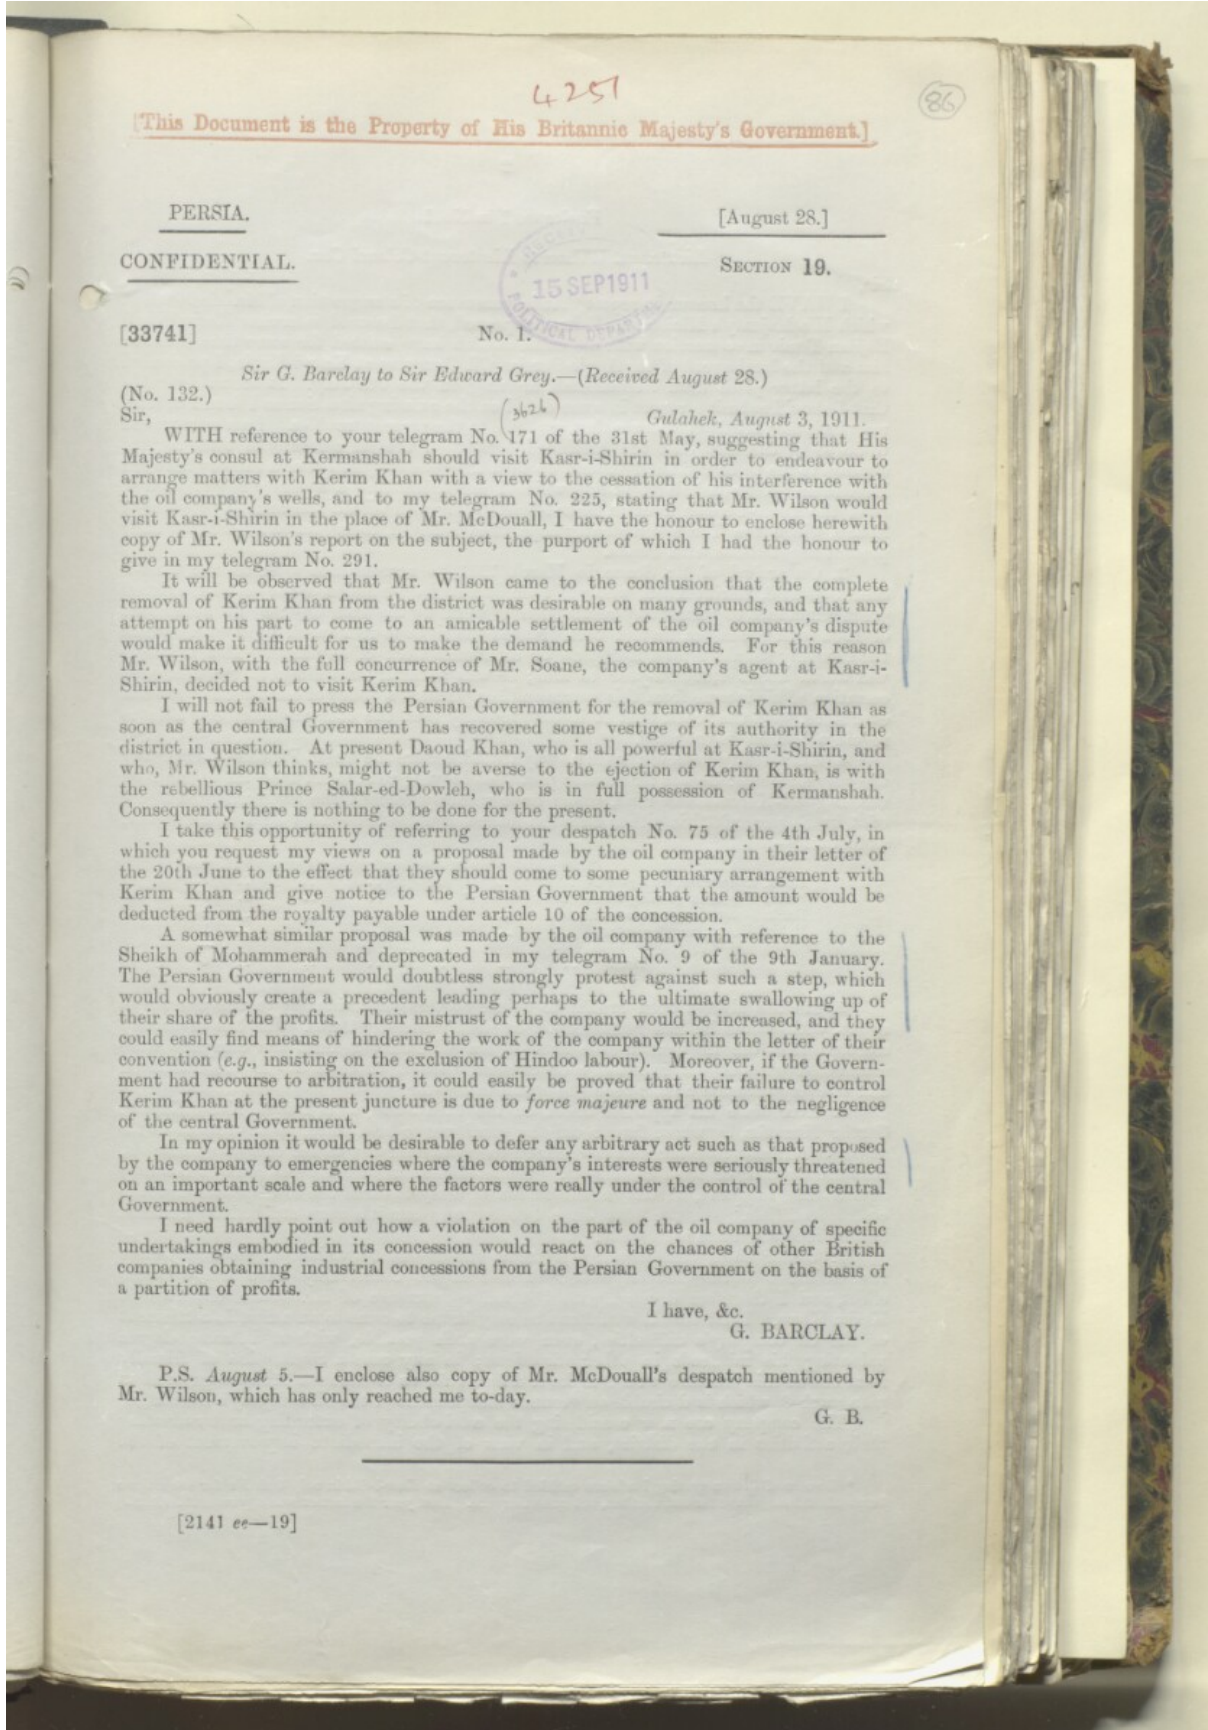 4251
86
[This Document is the Property of His Britannic Majesty's Government.]
PERSIA.
[August 28.]
CONFIDENTIAL.
SECTION 19.
15 SEP 1911
POLITICAL DEPARTM
[33741]
No. 1.
Sir G. Barclay to Sir Edward Grey.—(Received August 28.)
(No. 132.)
(3626)
Sir,
Gulahek, August 3, 1911.
WITH reference to your telegram No. 171 of the 31st May, suggesting that His
Majesty's consul at Kermanshah should visit Kasr-i-Shirin in order to endeavour to
arrange matters with Kerim Khan with a view to the cessation of his interference with
the oil company's wells, and to my telegram No. 225, stating that Mr. Wilson would
visit Kasr-i-Shirin in the place of Mr. McDouall, I have the honour to enclose herewith
copy of Mr. Wilson's report on the subject, the purport of which I had the honour to
give in my telegram No. 291.
It will be observed that Mr. Wilson came to the conclusion that the complete
removal of Kerim Khan from the district was desirable on many grounds, and that any
attempt on his part to come to an amicable settlement of the oil company's dispute
would make it difficult for us to make the demand he recommends. For this reason
Mr. Wilson, with the full concurrence of Mr. Soane, the company's agent at Kasr-i-
Shirin, decided not to visit Kerim Khan.
I will not fail to press the Persian Government for the removal of Kerim Khan as
soon as the central Government has recovered some vestige of its authority in the
district in question. At present Daoud Khan, who is all powerful at Kasr-i-Shirin, and
who, Mr. Wilson thinks, might not be averse to the ejection of Kerim Khan, is with
the rebellious Prince Salar-ed-Dowleh, who is in full possession of Kermanshah.
Consequently there is nothing to be done for the present.
I take this opportunity of referring to your despatch No. 75 of the 4th July, in
which you request my views on a proposal made by the oil company in their letter of
the 20th June to the effect that they should come to some pecuniary arrangement with
Kerim Khan and give notice to the Persian Government that the amount would be
deducted from the royalty payable under article 10 of the concession.
A somewhat similar proposal was made by the oil company with reference to the
Sheikh of Mohammerah and deprecated in my telegram No. 9 of the 9th January.
The Persian Government would doubtless strongly protest against such a step, which
would obviously create a precedent leading perhaps to the ultimate swallowing up of
their share of the profits. Their mistrust of the company would be increased, and they
could easily find means of hindering the work of the company within the letter of their
convention (e.g., insisting on the exclusion of Hindoo labour). Moreover, if the Govern-
ment had recourse to arbitration, it could easily be proved that their failure to control
Kerim Khan at the present juncture is due to force majeure and not to the negligence
of the central Government.
In my opinion it would be desirable to defer any arbitrary act such as that proposed
by the company to emergencies where the company's interests were seriously threatened
on an important scale and where the factors were really under the control of the central
Government.
I need hardly point out how a violation on the part of the oil company of specific
undertakings embodied in its concession would react on the chances of other British
companies obtaining industrial concessions from the Persian Government on the basis of
a partition of profits.
I have, &c.
G. BARCLAY.
P.S. August 5.—I enclose also copy of Mr. McDouall's despatch mentioned by
Mr. Wilson, which has only reached me to-day.
G. B.
[2141 ee—19]